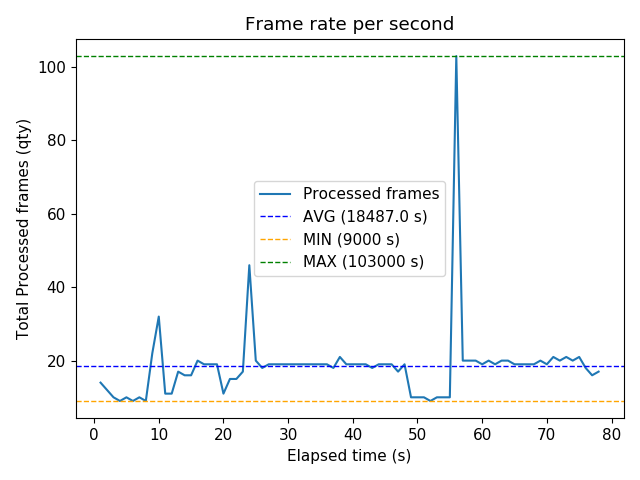 Frame rate per second
Total Processed frames (qty)
100
80
60
40
20
Processed frames
AVG (18487.0 s)
MIN (9000 s)
MAX (103000 s)
0 10 20 30 40 50 60 70 80
Elapsed time (s)